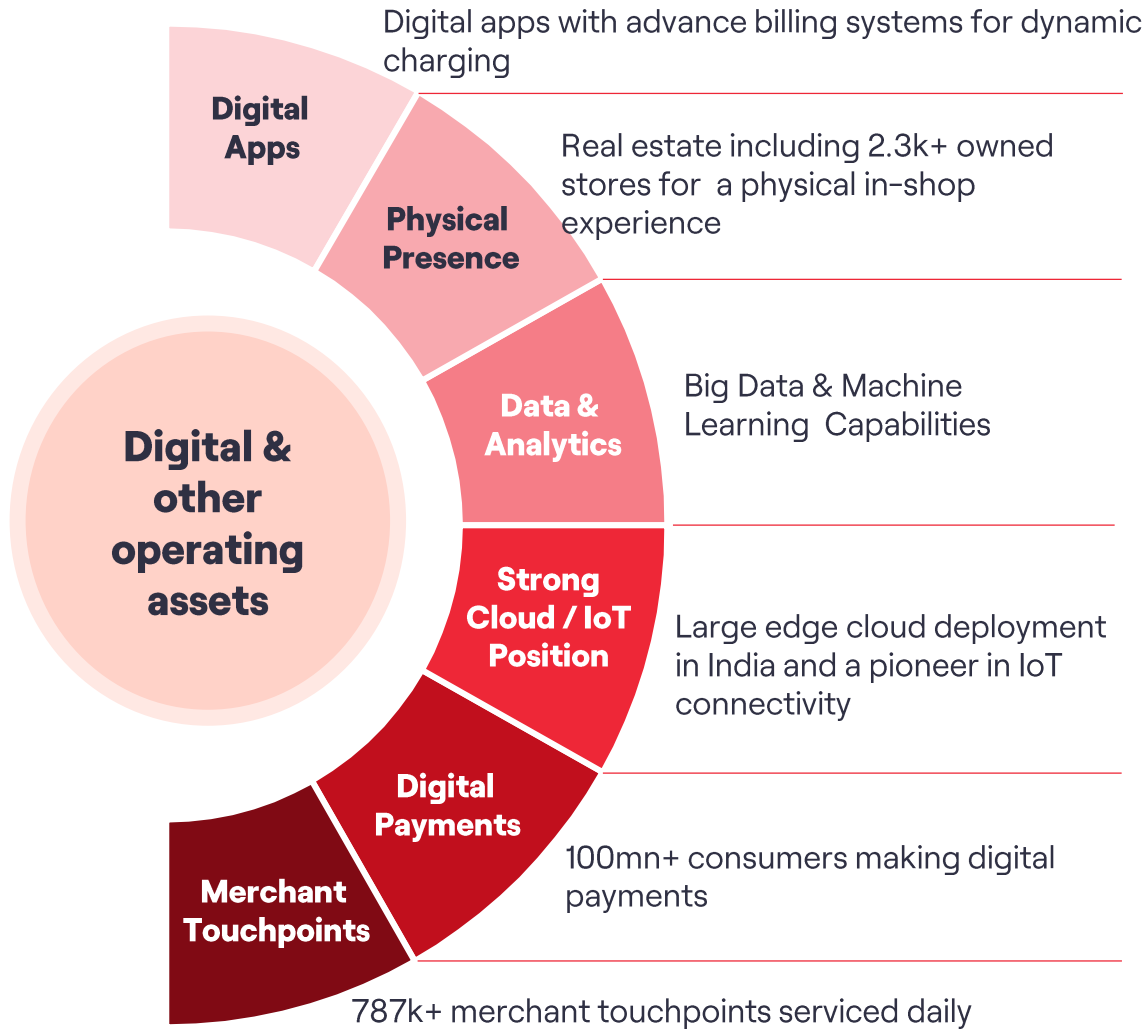 Digital apps with advance billing systems for dynamic
charging
Digital
Apps
Real estate including 2.3k+ owned
stores for a physical in-shop
experience
Physical
Presence
Big Data & Machine
Learning Capabilities
Data &
Analytics
Digital &
other
operating
assets
Strong
Cloud / IoT
Position
Large edge cloud deployment
in India and a pioneer in IoT
connectivity
Digital
Payments
100mn+ consumers making digital
payments
Merchant
Touchpoints
787k+ merchant touchpoints serviced daily